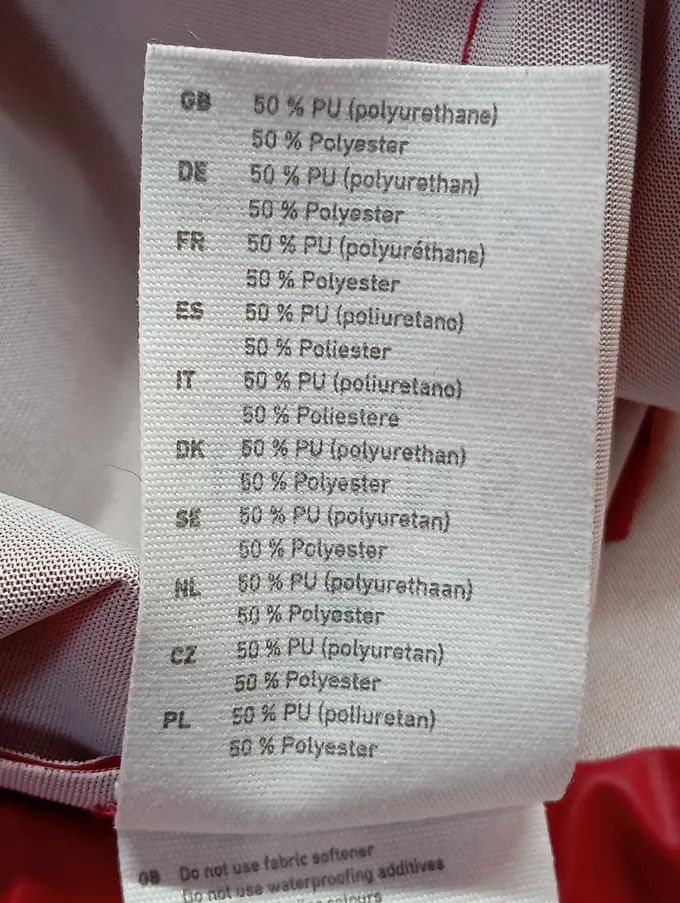 GB 50 % PU (polyurethane)
50 % Polyester
DE 50 % PU (polyurethan)
50 % Polyester
FR 50 % PU (polyuréthane)
50 % Polyester
ES 50 % PU (poliuretano)
50 % Poliester
IT 50 % PU (poliuretano)
50 % Poliestere
DK 50 % PU (polyurethan)
50 % Polyester
SE 50 % PU (polyuretan)
50 % Polyester
NL 50 % PU (polyurethaan)
50 % Polyester
CZ 50 % PU (polyuretan)
50 % Polyester
PL 50 % PU (poliuretan)
50 % Polyester
GB Do not use fabric softener
Do not use waterproofing additives
colours